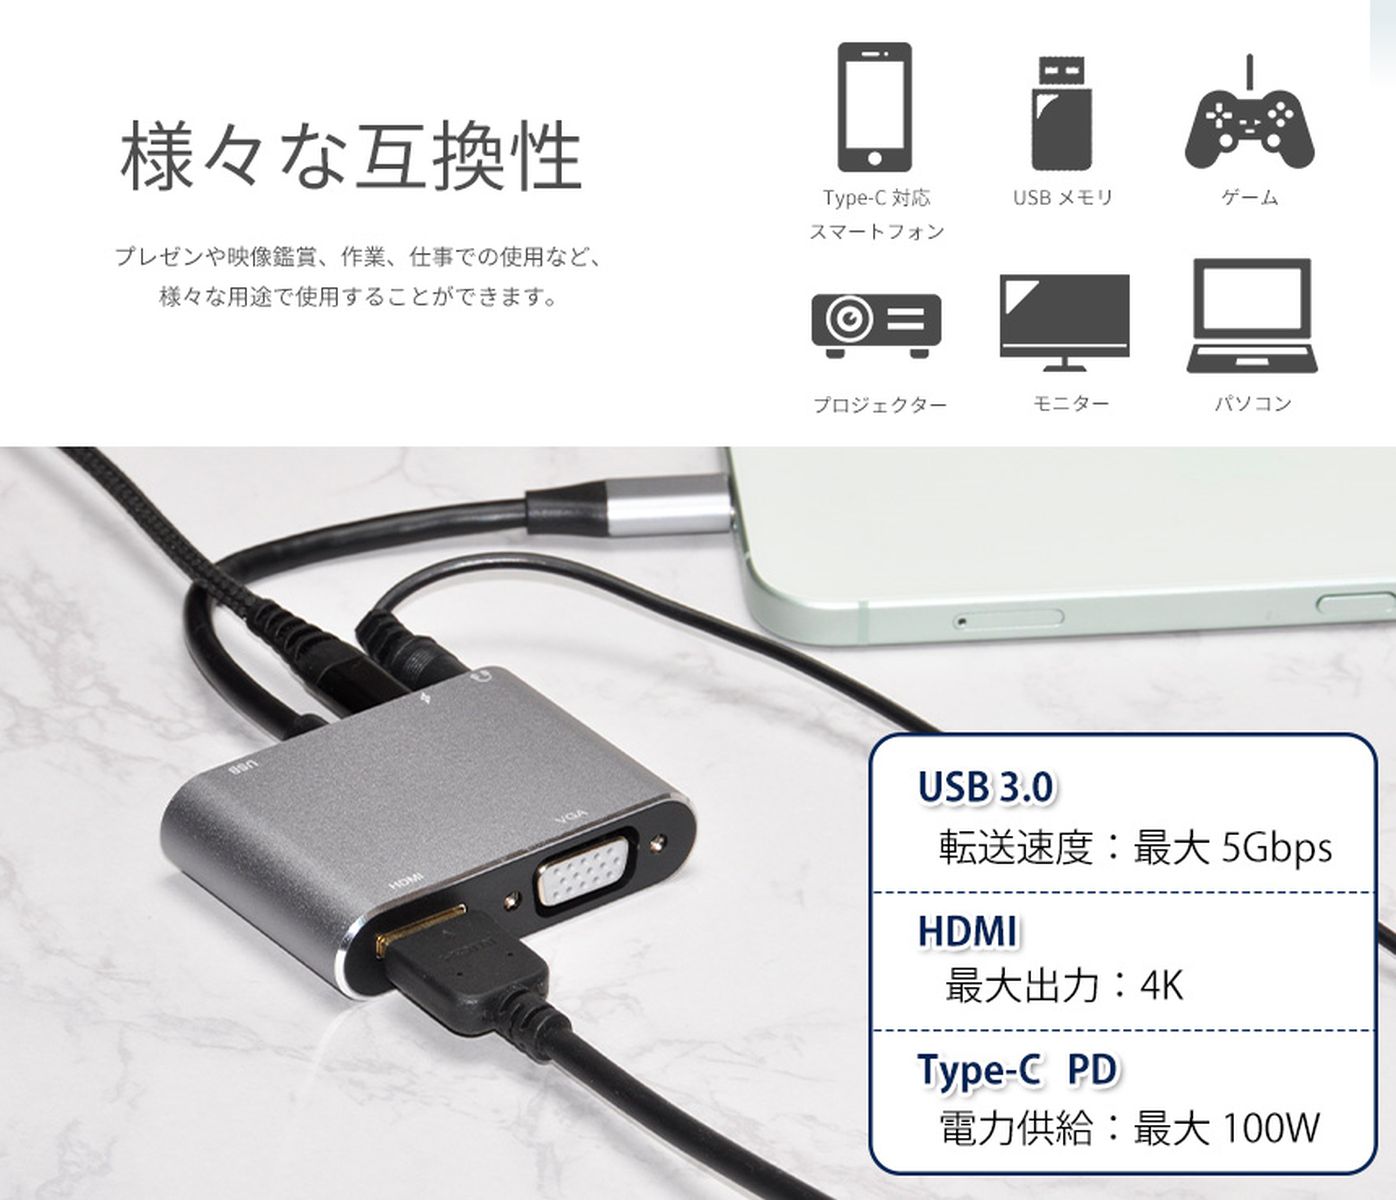 様々な互換性
プレゼンや映像鑑賞、作業、仕事での使用など、
様々な用途で使用することができます。
Type-C 対応
スマートフォン
USB メモリ
ゲーム
プロジェクター
モニター
パソコン
USB
VGA
HDMI
USB 3.0
転送速度：最大 5Gbps
HDMI
最大出力：4K
Type-C PD
電力供給：最大 100W